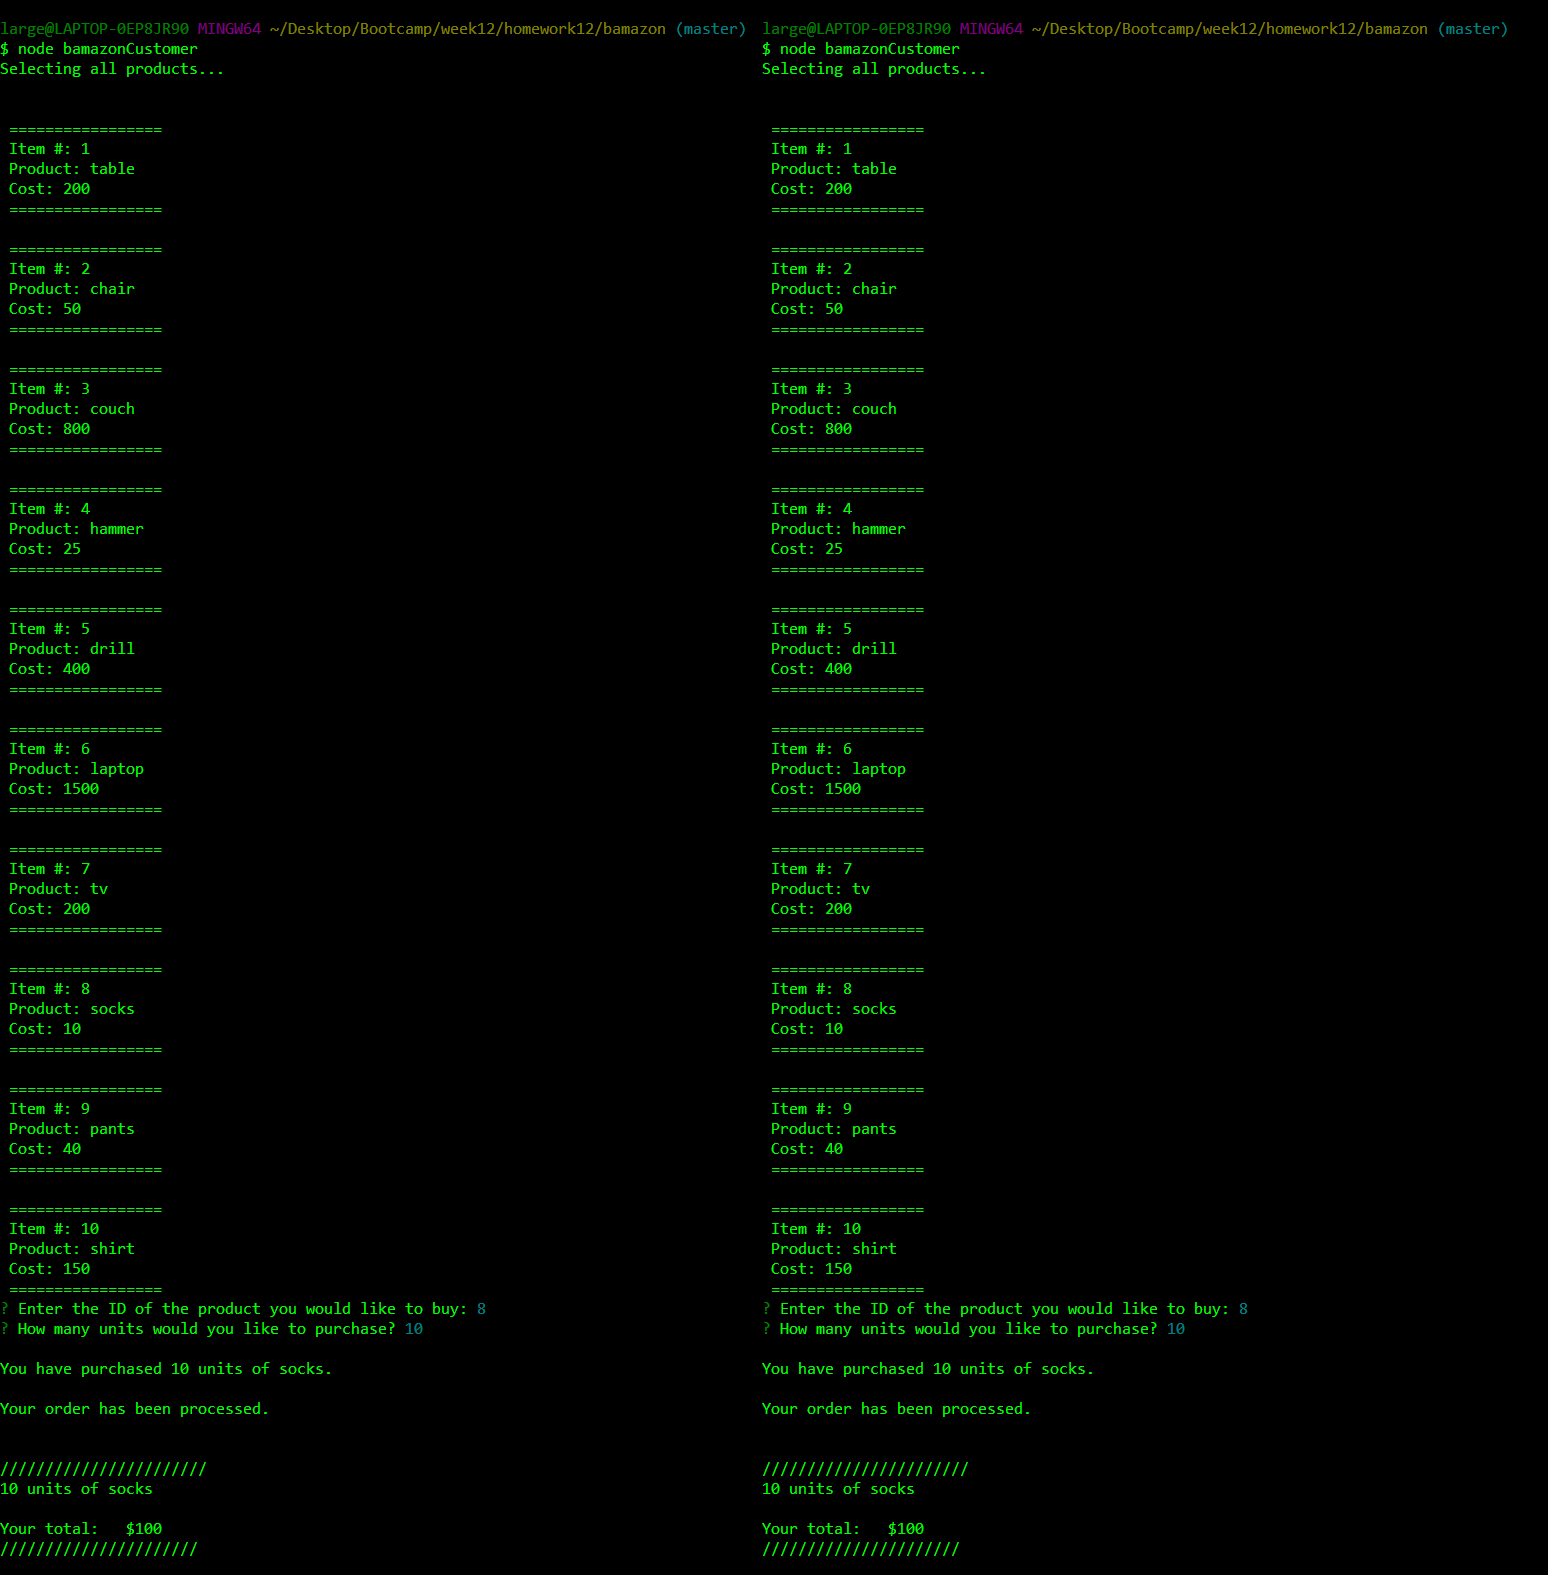 large@LAPTOP-0EP8JR90 MINGW64 ~/Desktop/Bootcamp/week12/homework12/bamazon (master)
$ node bamazonCustomer
Selecting all products...
=================
Item #: 1
Product: table
Cost: 200
=================
=================
Item #: 2
Product: chair
Cost: 50
=================
=================
Item #: 3
Product: couch
Cost: 800
=================
=================
Item #: 4
Product: hammer
Cost: 25
=================
=================
Item #: 5
Product: drill
Cost: 400
=================
=================
Item #: 6
Product: laptop
Cost: 1500
=================
=================
Item #: 7
Product: tv
Cost: 200
=================
=================
Item #: 8
Product: socks
Cost: 10
=================
=================
Item #: 9
Product: pants
Cost: 40
=================
=================
Item #: 10
Product: shirt
Cost: 150
=================
? Enter the ID of the product you would like to buy: 8
? How many units would you like to purchase? 10
You have purchased 10 units of socks.
Your order has been processed.
///////////////////////
10 units of socks
Your total:   $100
//////////////////////
large@LAPTOP-0EP8JR90 MINGW64 ~/Desktop/Bootcamp/week12/homework12/bamazon (master)
$ node bamazonCustomer
Selecting all products...
=================
Item #: 1
Product: table
Cost: 200
=================
=================
Item #: 2
Product: chair
Cost: 50
=================
=================
Item #: 3
Product: couch
Cost: 800
=================
=================
Item #: 4
Product: hammer
Cost: 25
=================
=================
Item #: 5
Product: drill
Cost: 400
=================
=================
Item #: 6
Product: laptop
Cost: 1500
=================
=================
Item #: 7
Product: tv
Cost: 200
=================
=================
Item #: 8
Product: socks
Cost: 10
=================
=================
Item #: 9
Product: pants
Cost: 40
=================
=================
Item #: 10
Product: shirt
Cost: 150
=================
? Enter the ID of the product you would like to buy: 8
? How many units would you like to purchase? 10
You have purchased 10 units of socks.
Your order has been processed.
///////////////////////
10 units of socks
Your total:   $100
//////////////////////